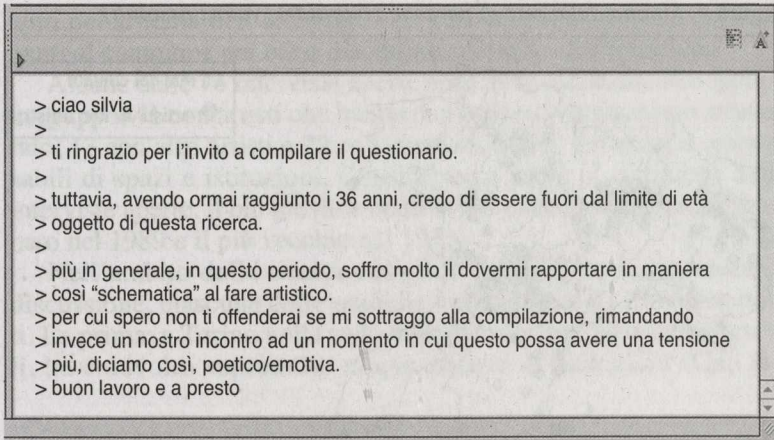 > ciao silvia
>
> ti ringrazio per l'invito a compilare il questionario.
> tuttavia, avendo ormai raggiunto i 36 anni, credo di essere fuori dal limite di età
> oggetto di questa ricerca.
> più in generale, in questo periodo, soffro molto il dovermi rapportare in maniera
> così “schematica” al fare artistico.
> per cui spero non ti offenderai se mi sottraggo alla compilazione, rimandando
> invece un nostro incontro ad un momento in cui questo possa avere una tensione
> più, diciamo così, poetico/emotiva.
> buon lavoro e a presto